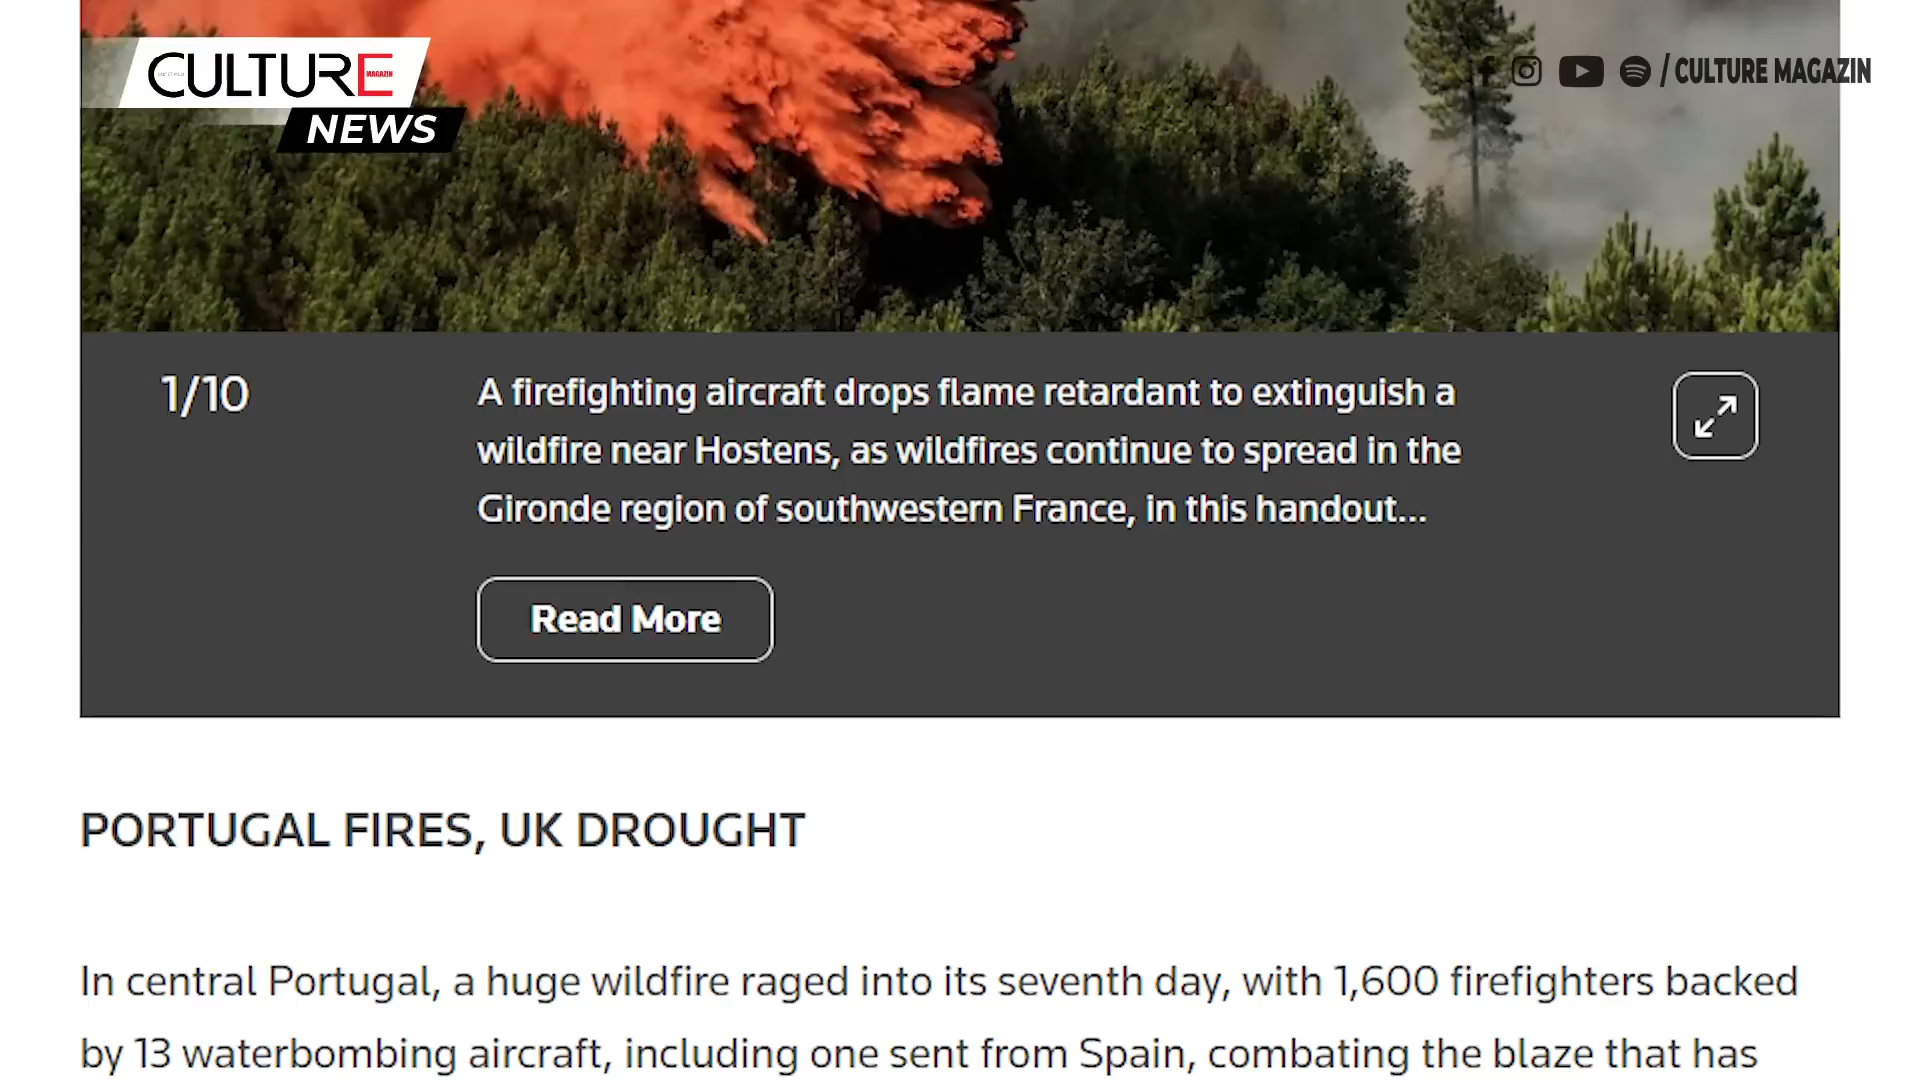 CULTURE
MAGAZIN
NEWS
/ CULTURE MAGAZIN
1/10
A firefighting aircraft drops flame retardant to extinguish a
wildfire near Hostens, as wildfires continue to spread in the
Gironde region of southwestern France, in this handout...
Read More
PORTUGAL FIRES, UK DROUGHT
In central Portugal, a huge wildfire raged into its seventh day, with 1,600 firefighters backed
by 13 waterbombing aircraft, including one sent from Spain, combating the blaze that has